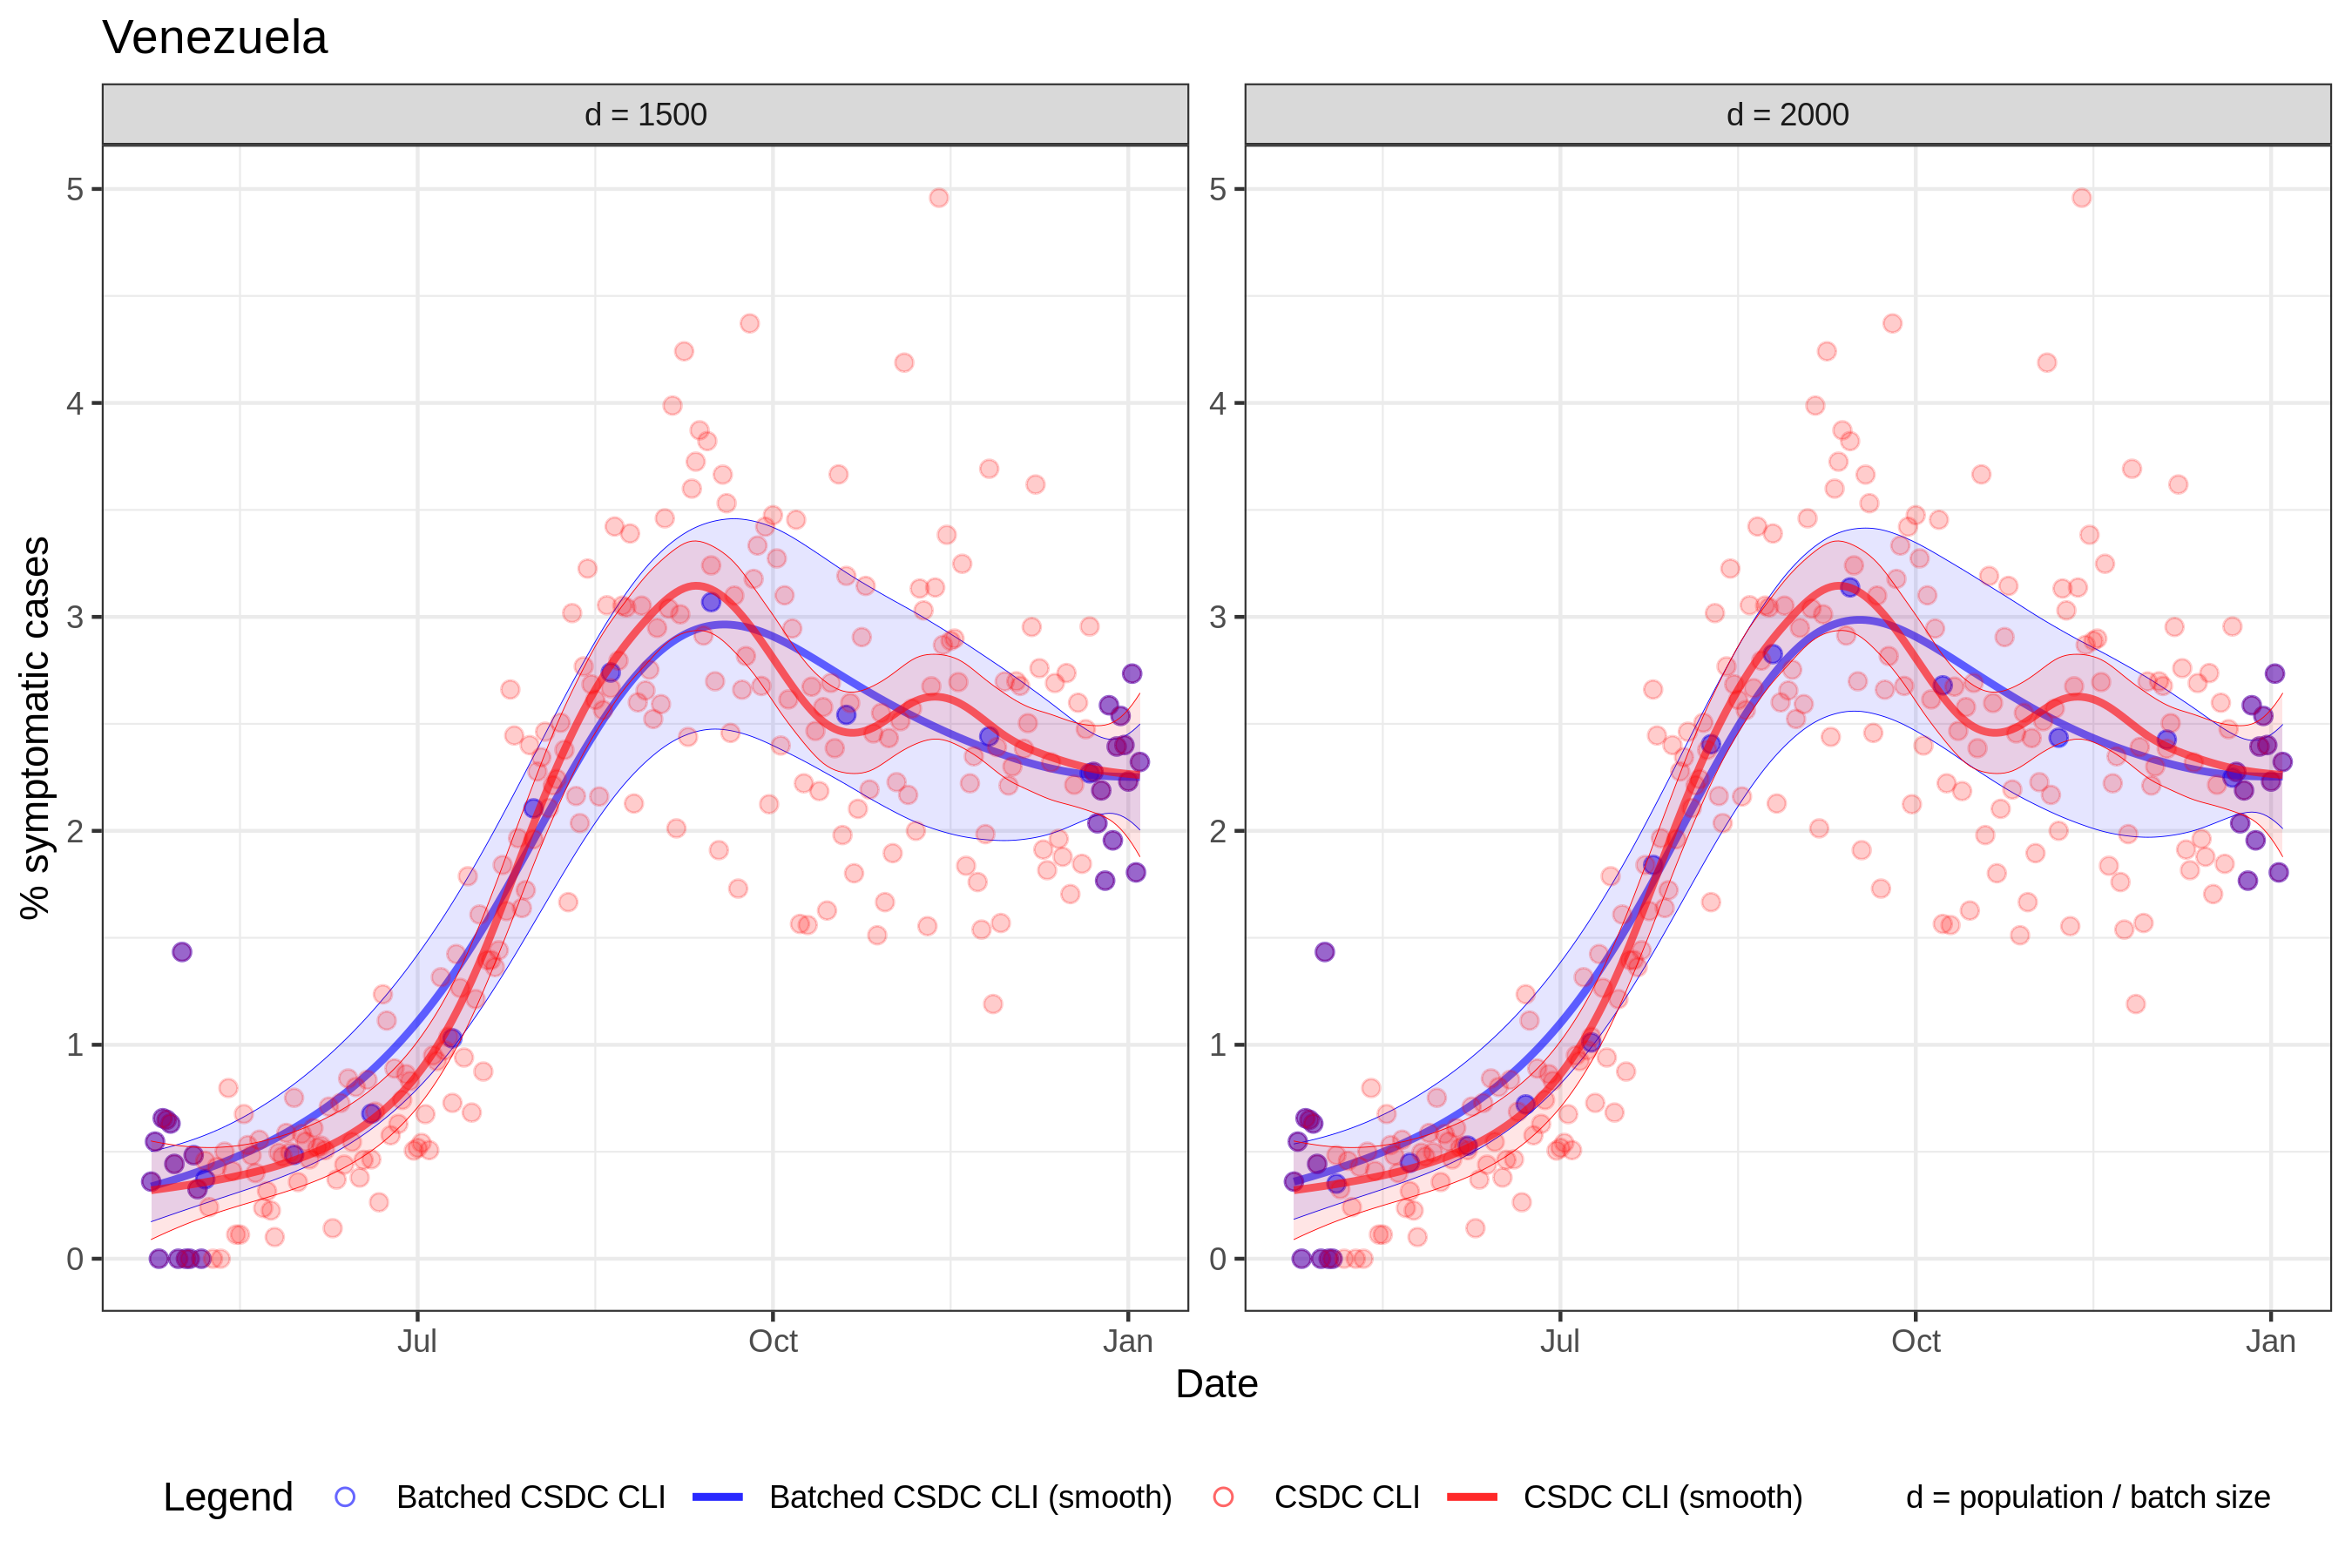 Venezuela
d = 1500
d = 2000
% symptomatic cases
5
4
3
2
1
0
5
4
3
2
1
0
Jul
Oct
Jan
Jul
Oct
Jan
Date
Legend
Batched CSDC CLI
Batched CSDC CLI (smooth)
CSDC CLI
CSDC CLI (smooth)
d = population / batch size